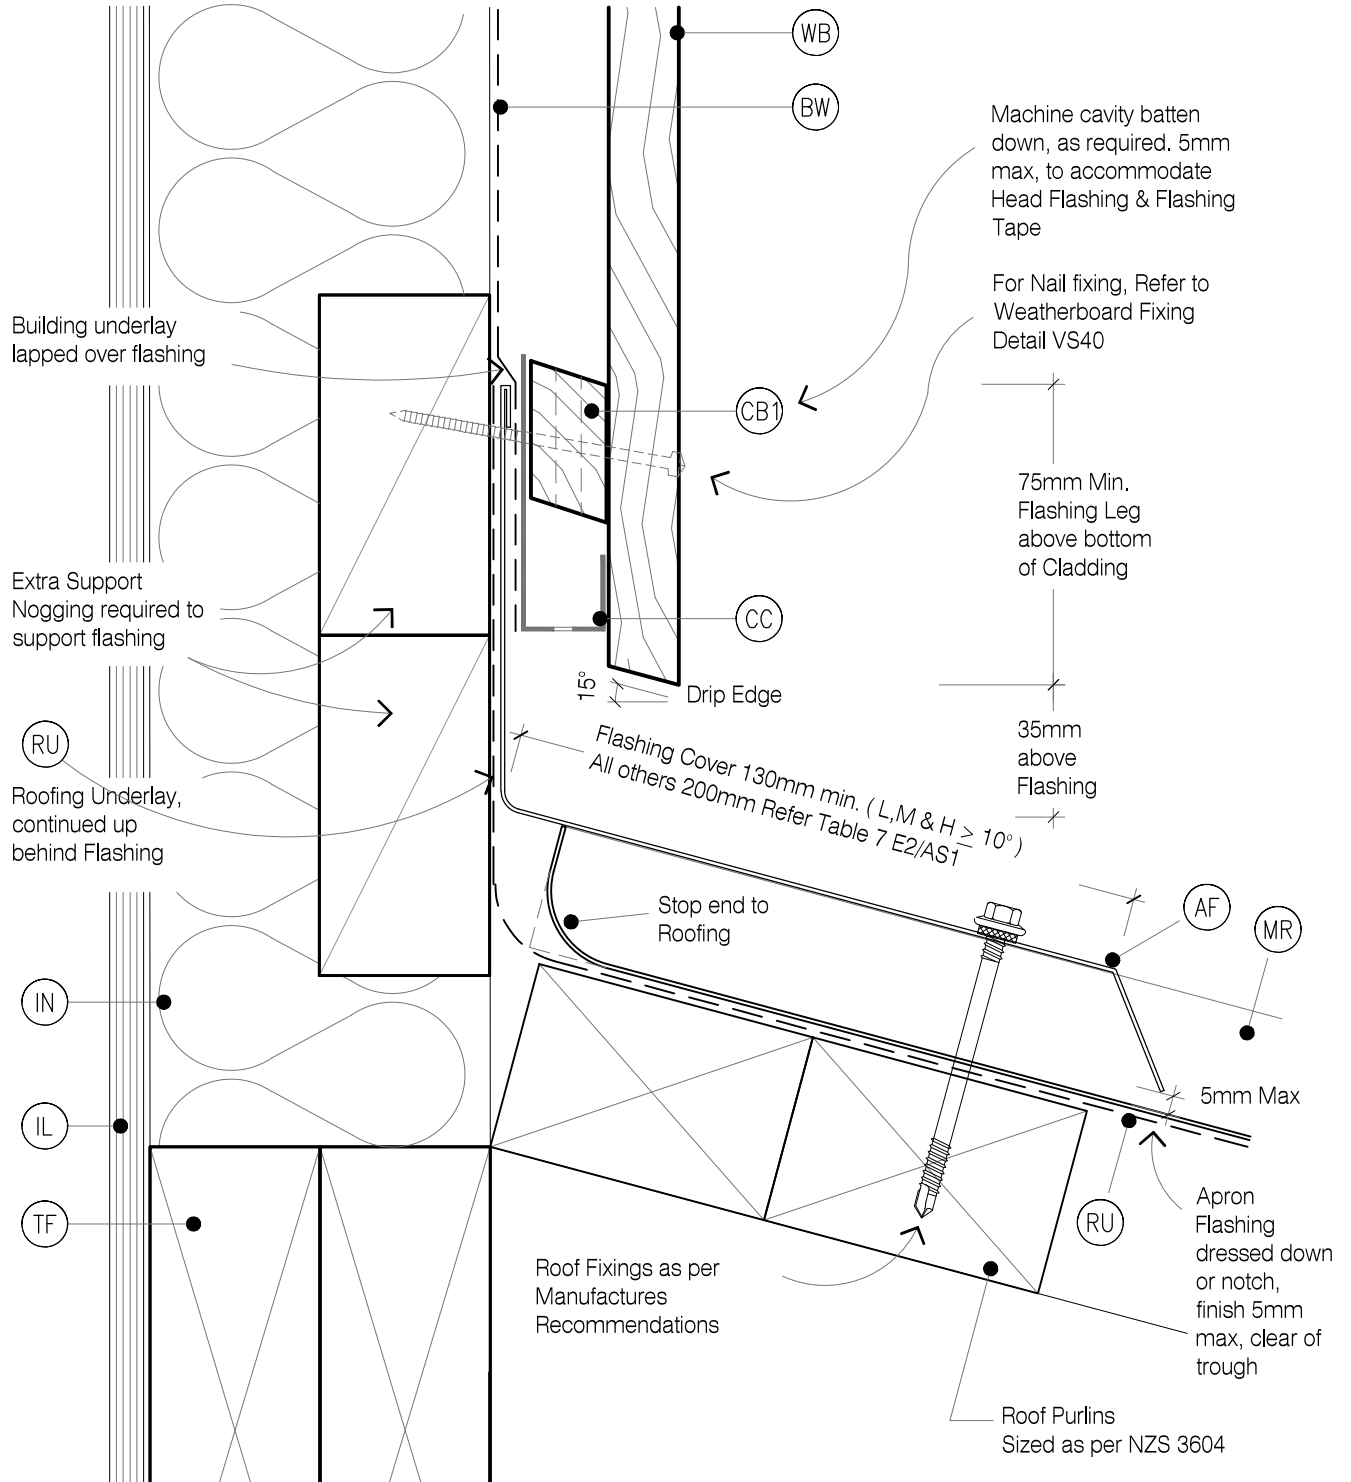 WB
BW
Machine cavity batten
down, as required. 5mm
max, to accommodate
Head Flashing & Flashing
Tape
For Nail fixing, Refer to
Weatherboard Fixing
Detail VS40
Building underlay
lapped over flashing
CB1
75mm Min.
Flashing Leg
above bottom
of Cladding
Extra Support
Nogging required to
support flashing
CC
15°
Drip Edge
35mm
above
Flashing
RU
Roofing Underlay,
continued up
behind Flashing
Flashing Cover 130mm min. ( L,M & H ≥ 10° )
All others 200mm Refer Table 7 E2/AS1
Stop end to
Roofing
AF
MR
IN
IL
TF
5mm Max
RU
Apron
Flashing
dressed down
or notch,
finish 5mm
max, clear of
trough
Roof Fixings as per
Manufactures
Recommendations
Roof Purlins
Sized as per NZS 3604